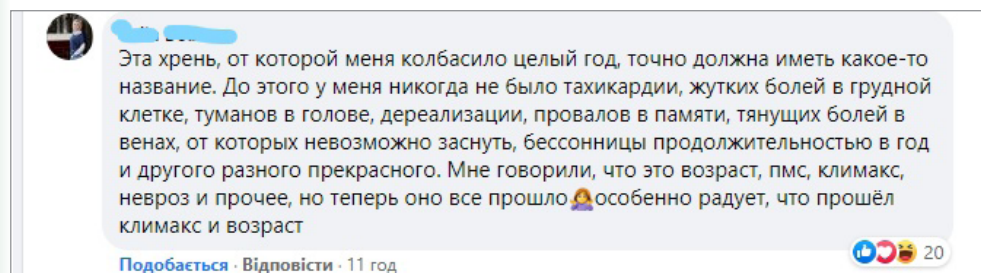 Эта хрень, от которой меня колбасило целый год, точно должна иметь какое-то
название. До этого у меня никогда не было тахикардии, жутких болей в грудной
клетке, туманов в голове, дереализации, провалов в памяти, тянущих болей в
венах, от которых невозможно заснуть, бессонницы продолжительностью в год
и другого разного прекрасного. Мне говорили, что это возраст, пмс, климакс,
невроз и прочее, но теперь оно все прошло🤦‍♀️особенно радует, что прошёл
климакс и возраст
Подобається · Відповісти · 11 год
20